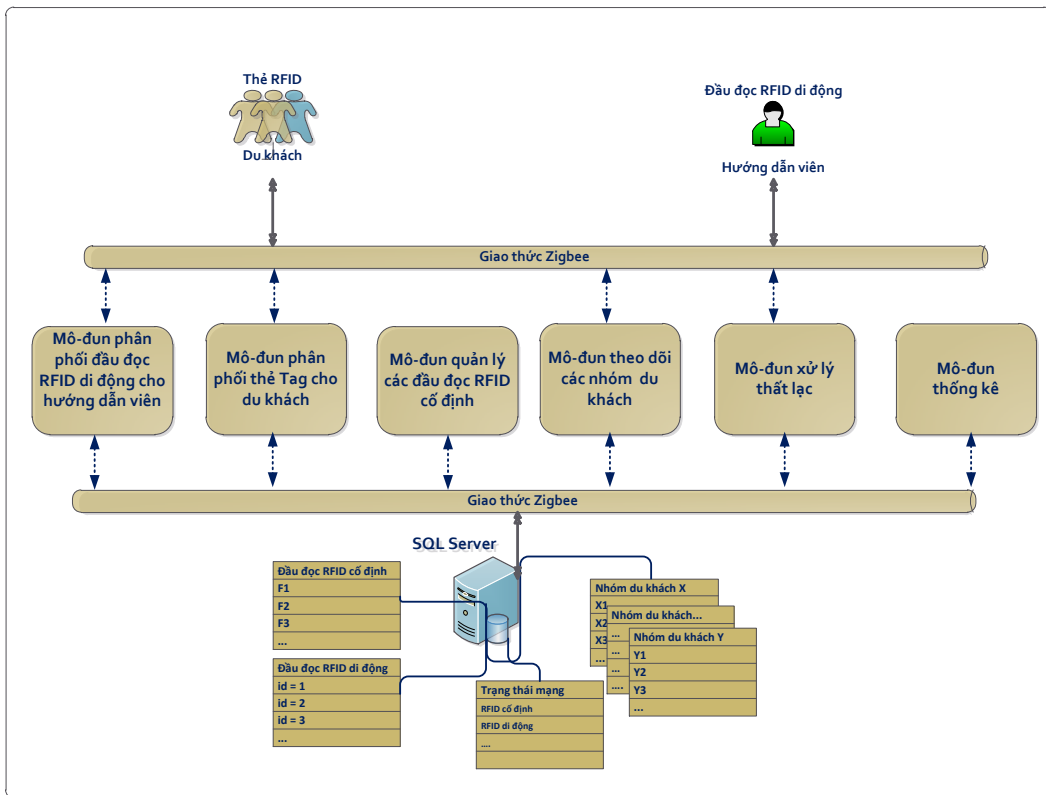 Thẻ RFID
Du khách
Đầu đọc RFID di động
Hướng dẫn viên
Giao thức Zigbee
Mô-đun phân
phối đầu đọc
RFID di động cho
hướng dẫn viên
Mô-đun phân
phối thẻ Tag cho
du khách
Mô-đun quản lý
các đầu đọc RFID
cố định
Mô-đun theo dõi
các nhóm du
khách
Mô-đun xử lý
thất lạc
Mô-đun
thống kê
Giao thức Zigbee
SQL Server
Đầu đọc RFID cố định
F1
F2
F3
...
Đầu đọc RFID di động
id = 1
id = 2
id = 3
...
Trạng thái mạng
RFID cố định
RFID di động
....
Nhóm du khách X
X1
X2
X3
...
Nhóm du khách...
...
...
...
....
Nhóm du khách Y
Y1
Y2
Y3
...